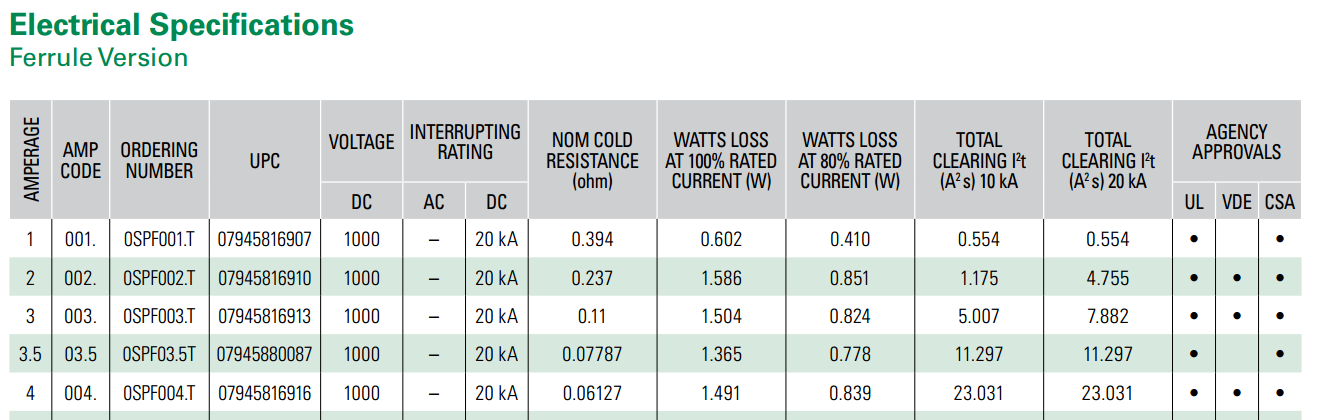 Electrical Specifications
Ferrule Version
AMPERAGE AMP CODE ORDERING NUMBER UPC VOLTAGE INTERRUPTING RATING NOM COLD RESISTANCE (ohm) WATTS LOSS AT 100% RATED CURRENT (W) WATTS LOSS AT 80% RATED CURRENT (W) TOTAL CLEARING I²t (A² s) 10 kA TOTAL CLEARING I²t (A² s) 20 kA AGENCY APPROVALS
DC AC DC UL VDE CSA
1 001. 0SPF001.T 07945816907 1000 – 20 kA 0.394 0.602 0.410 0.554 0.554 • •
2 002. 0SPF002.T 07945816910 1000 – 20 kA 0.237 1.586 0.851 1.175 4.755 • • •
3 003. 0SPF003.T 07945816913 1000 – 20 kA 0.11 1.504 0.824 5.007 7.882 • • •
3.5 03.5 0SPF03.5T 07945880087 1000 – 20 kA 0.07787 1.365 0.778 11.297 11.297 • •
4 004. 0SPF004.T 07945816916 1000 – 20 kA 0.06127 1.491 0.839 23.031 23.031 • • •